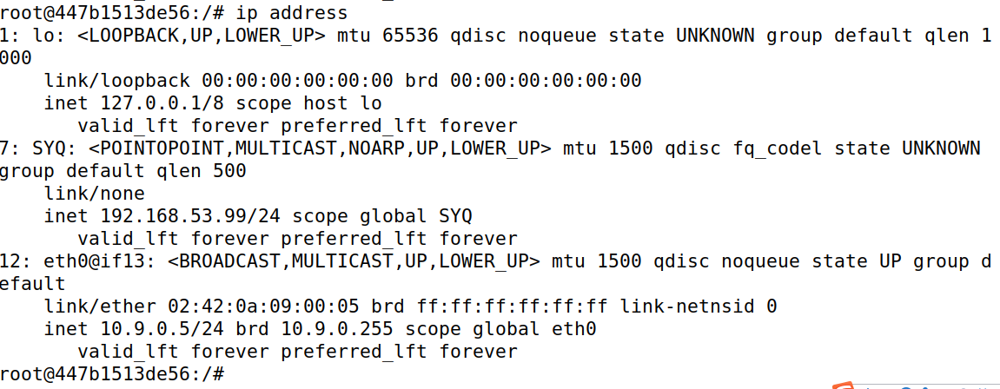 root@447b1513de56:/# ip address
1: lo: <LOOPBACK,UP,LOWER_UP> mtu 65536 qdisc noqueue state UNKNOWN group default qlen 1
000
    link/loopback 00:00:00:00:00:00 brd 00:00:00:00:00:00
    inet 127.0.0.1/8 scope host lo
       valid_lft forever preferred_lft forever
7: SYQ: <POINTOPOINT,MULTICAST,NOARP,UP,LOWER_UP> mtu 1500 qdisc fq_codel state UNKNOWN
group default qlen 500
    link/none
    inet 192.168.53.99/24 scope global SYQ
       valid_lft forever preferred_lft forever
12: eth0@if13: <BROADCAST,MULTICAST,UP,LOWER_UP> mtu 1500 qdisc noqueue state UP group d
efault
    link/ether 02:42:0a:09:00:05 brd ff:ff:ff:ff:ff:ff link-netnsid 0
    inet 10.9.0.5/24 brd 10.9.0.255 scope global eth0
       valid_lft forever preferred_lft forever
root@447b1513de56:/#